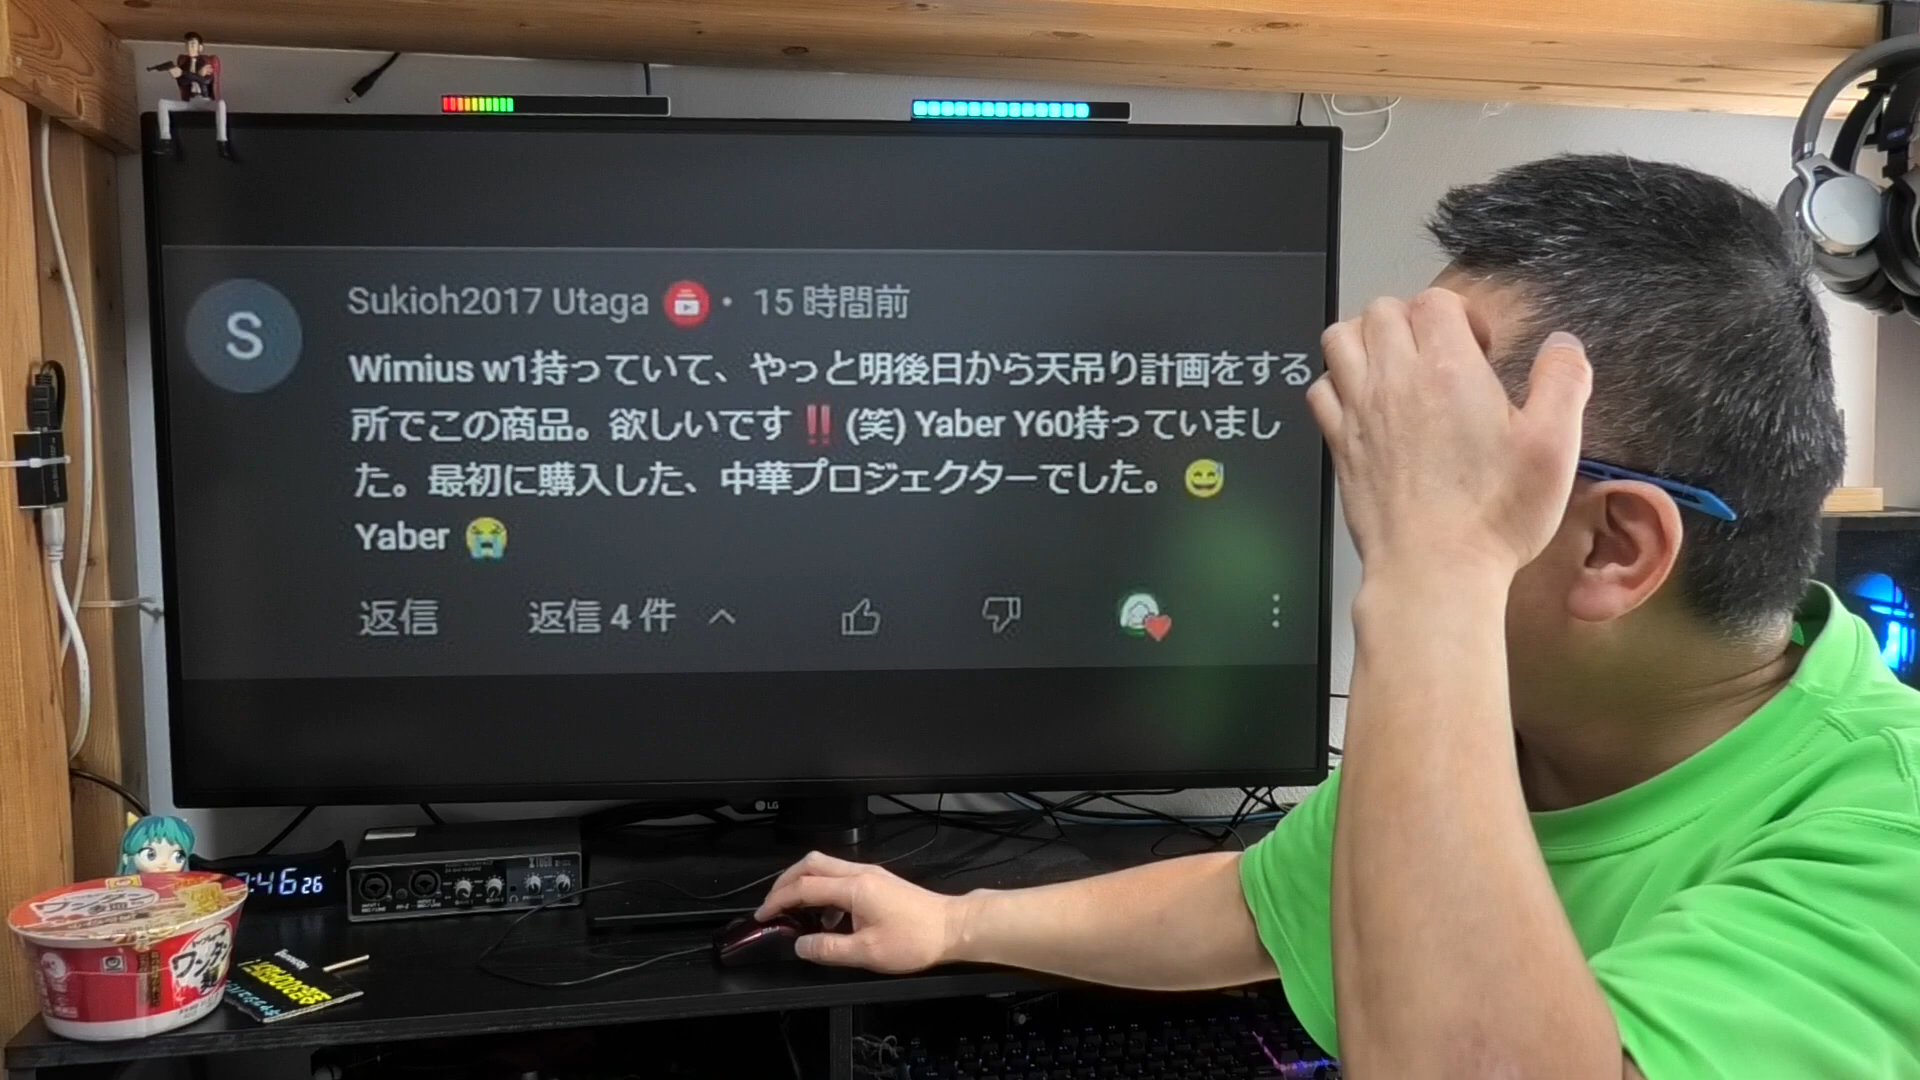 S
Sukioh2017 Utaga • 15 時間前
Wimius w1持っていて、やっと明後日から天吊り計画をする
所でこの商品。欲しいです‼️(笑) Yaber Y60持っていまし
た。最初に購入した、中華プロジェクターでした。😅
Yaber 😭
返信 返信 4 件
LG
:46 26
ワンタン